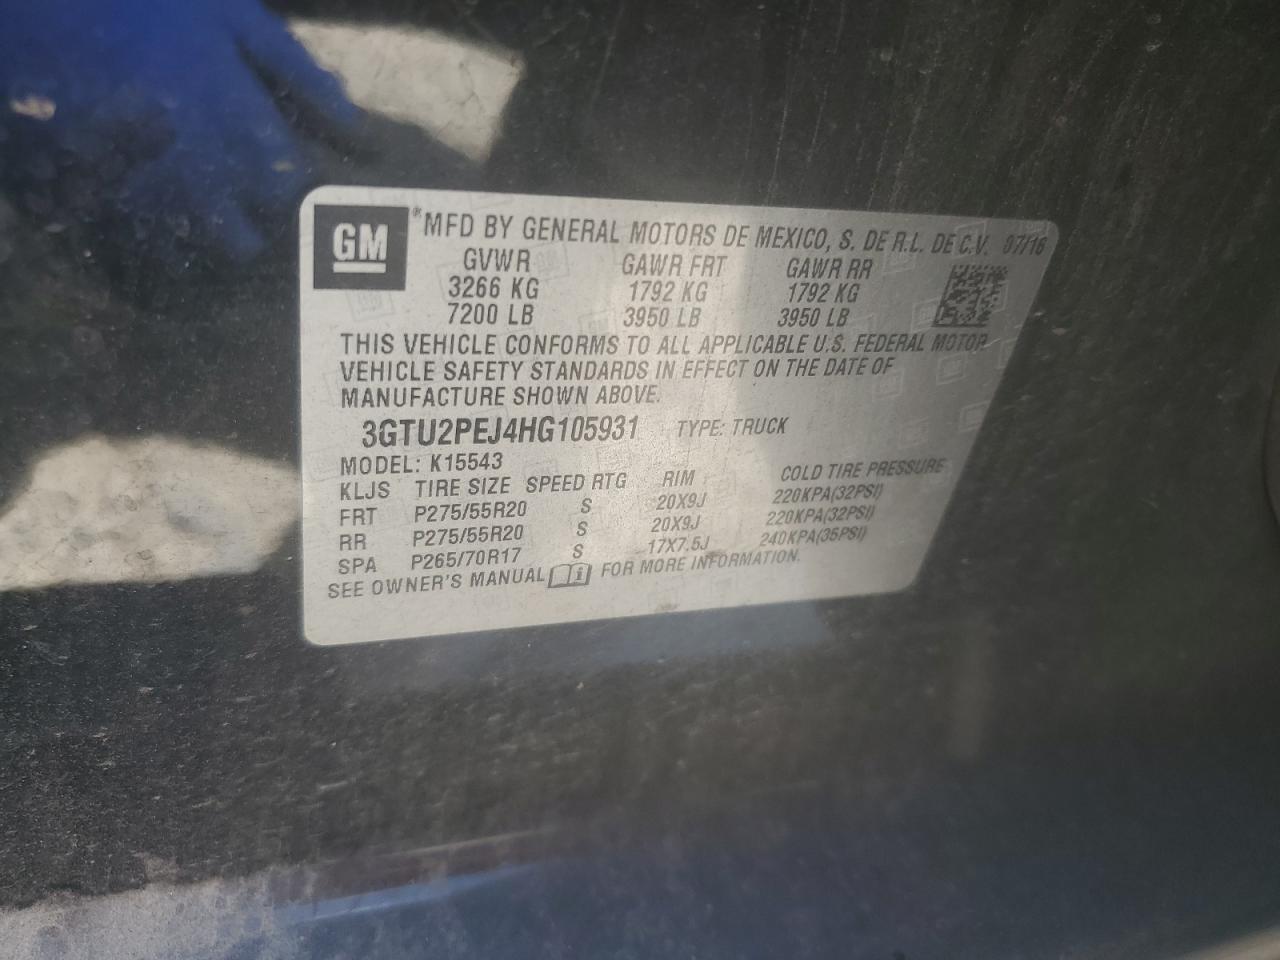 GM ® MFD BY GENERAL MOTORS DE MEXICO, S. DE R.L. DE C.V. 07/16
GVWR GAWR FRT GAWR RR
3266 KG 1792 KG 1792 KG
7200 LB 3950 LB 3950 LB
THIS VEHICLE CONFORMS TO ALL APPLICABLE U.S. FEDERAL MOTOR
VEHICLE SAFETY STANDARDS IN EFFECT ON THE DATE OF
MANUFACTURE SHOWN ABOVE.
3GTU2PEJ4HG105931 TYPE: TRUCK
MODEL: K15543
KLJS TIRE SIZE SPEED RTG RIM COLD TIRE PRESSURE
FRT P275/55R20 S 20X9J 220KPA(32PSI)
RR P275/55R20 S 20X9J 220KPA(32PSI)
SPA P265/70R17 S 17X7.5J 240KPA(35PSI)
SEE OWNER'S MANUAL i FOR MORE INFORMATION.